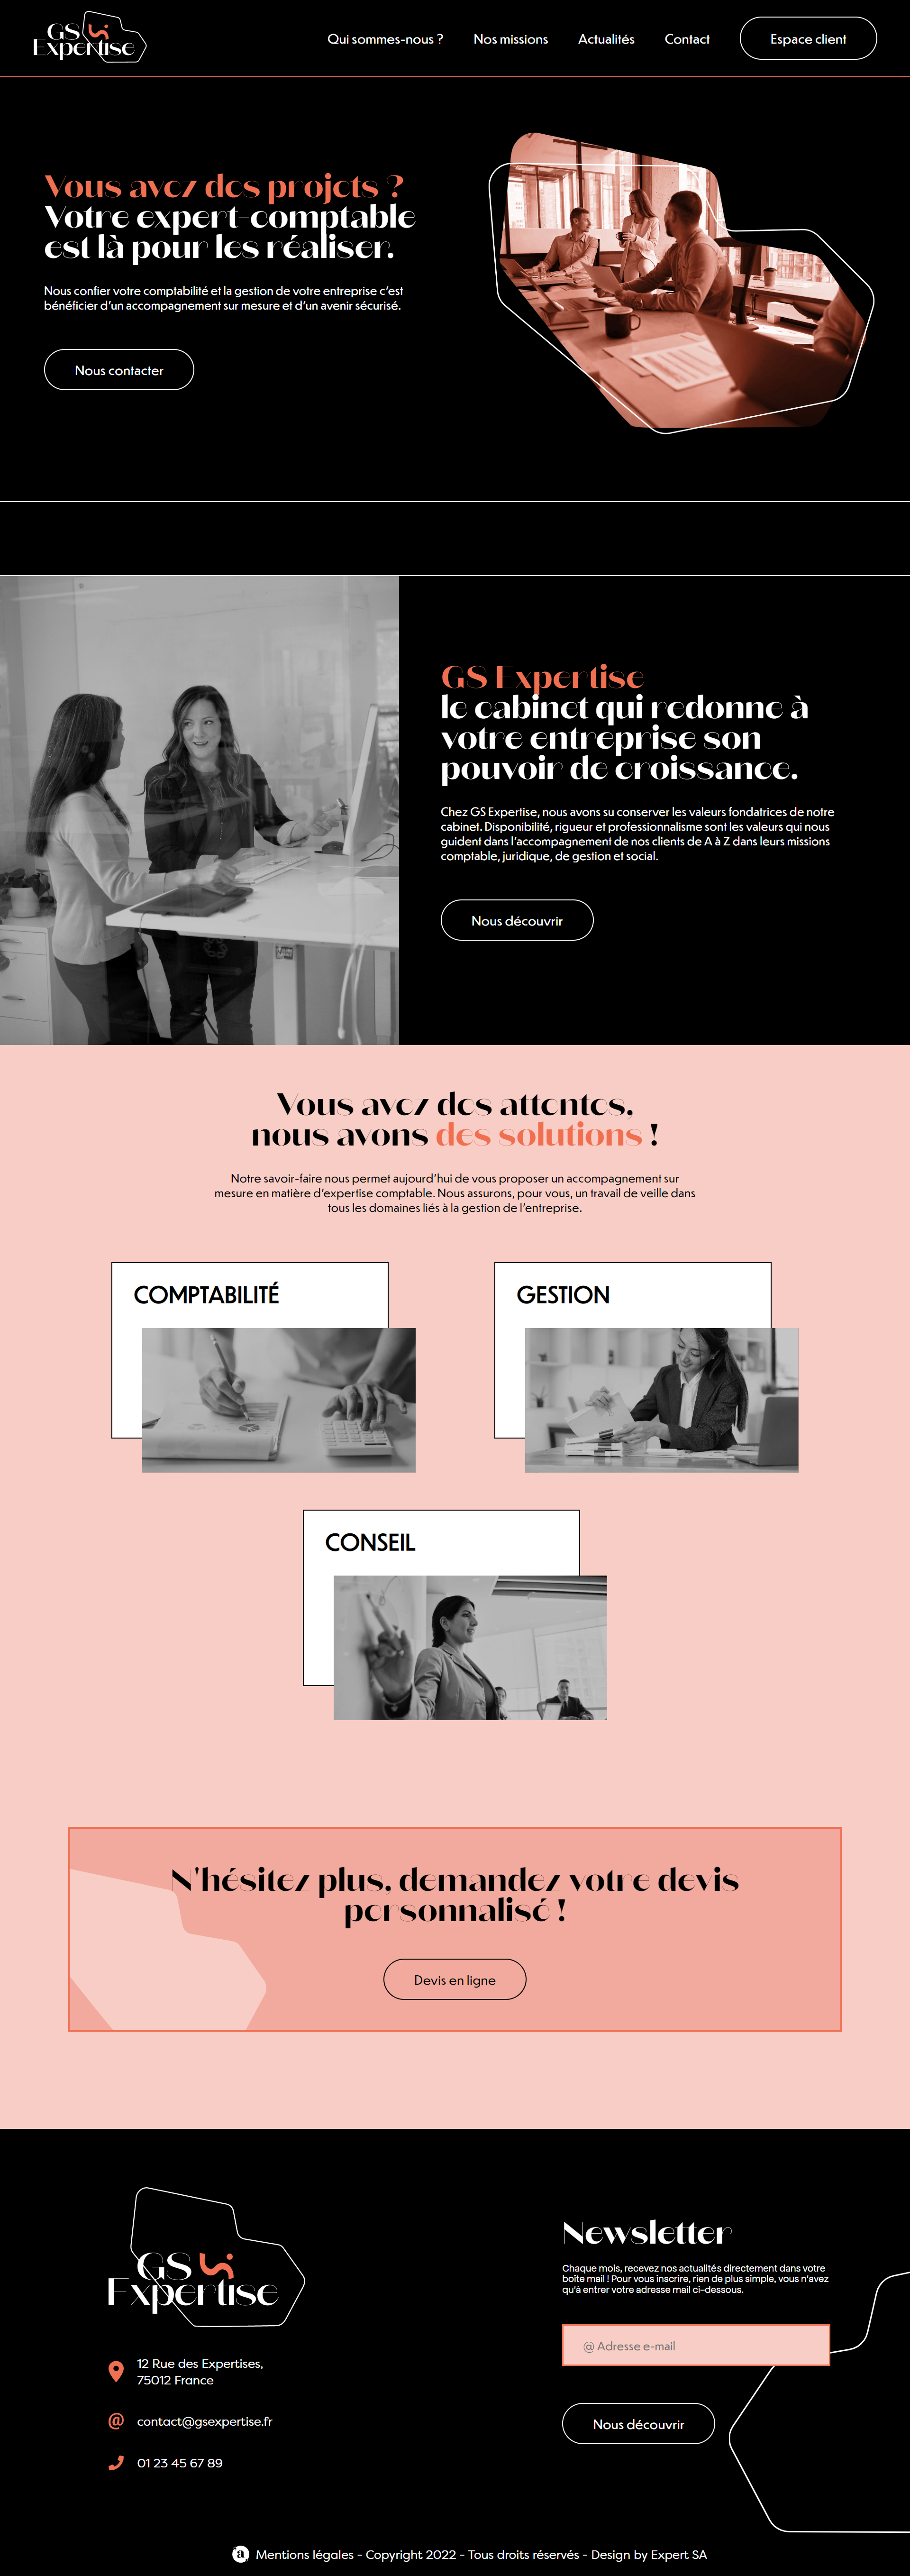 GS
Expertise
Qui sommes-nous ?
Nos missions
Actualités
Contact
Espace client
Vous avez des projets ?
Votre expert-comptable
est là pour les réaliser.
Nous confier votre comptabilité et la gestion de votre entreprise c'est
bénéficier d'un accompagnement sur mesure et d'un avenir sécurisé.
Nous contacter
GS Expertise
le cabinet qui redonne à
votre entreprise son
pouvoir de croissance.
Chez GS Expertise, nous avons su conserver les valeurs fondatrices de notre
cabinet. Disponibilité, rigueur et professionnalisme sont les valeurs qui nous
guident dans l'accompagnement de nos clients de A à Z dans leurs missions
comptable, juridique, de gestion et social.
Nous découvrir
Vous avez des attentes,
nous avons des solutions !
Notre savoir-faire nous permet aujourd'hui de vous proposer un accompagnement sur
mesure en matière d'expertise comptable. Nous assurons, pour vous, un travail de veille dans
tous les domaines liés à la gestion de l'entreprise.
COMPTABILITÉ
GESTION
CONSEIL
N'hésitez plus, demandez votre devis
personnalisé !
Devis en ligne
GS
Expertise
12 Rue des Expertises,
75012 France
@ contact@gsexpertise.fr
01 23 45 67 89
Newsletter
Chaque mois, recevez nos actualités directement dans votre
boîte mail ! Pour vous inscrire, rien de plus simple, vous n'avez
qu'à entrer votre adresse mail ci-dessous.
@ Adresse e-mail
Nous découvrir
a Mentions légales - Copyright 2022 - Tous droits réservés - Design by Expert SA